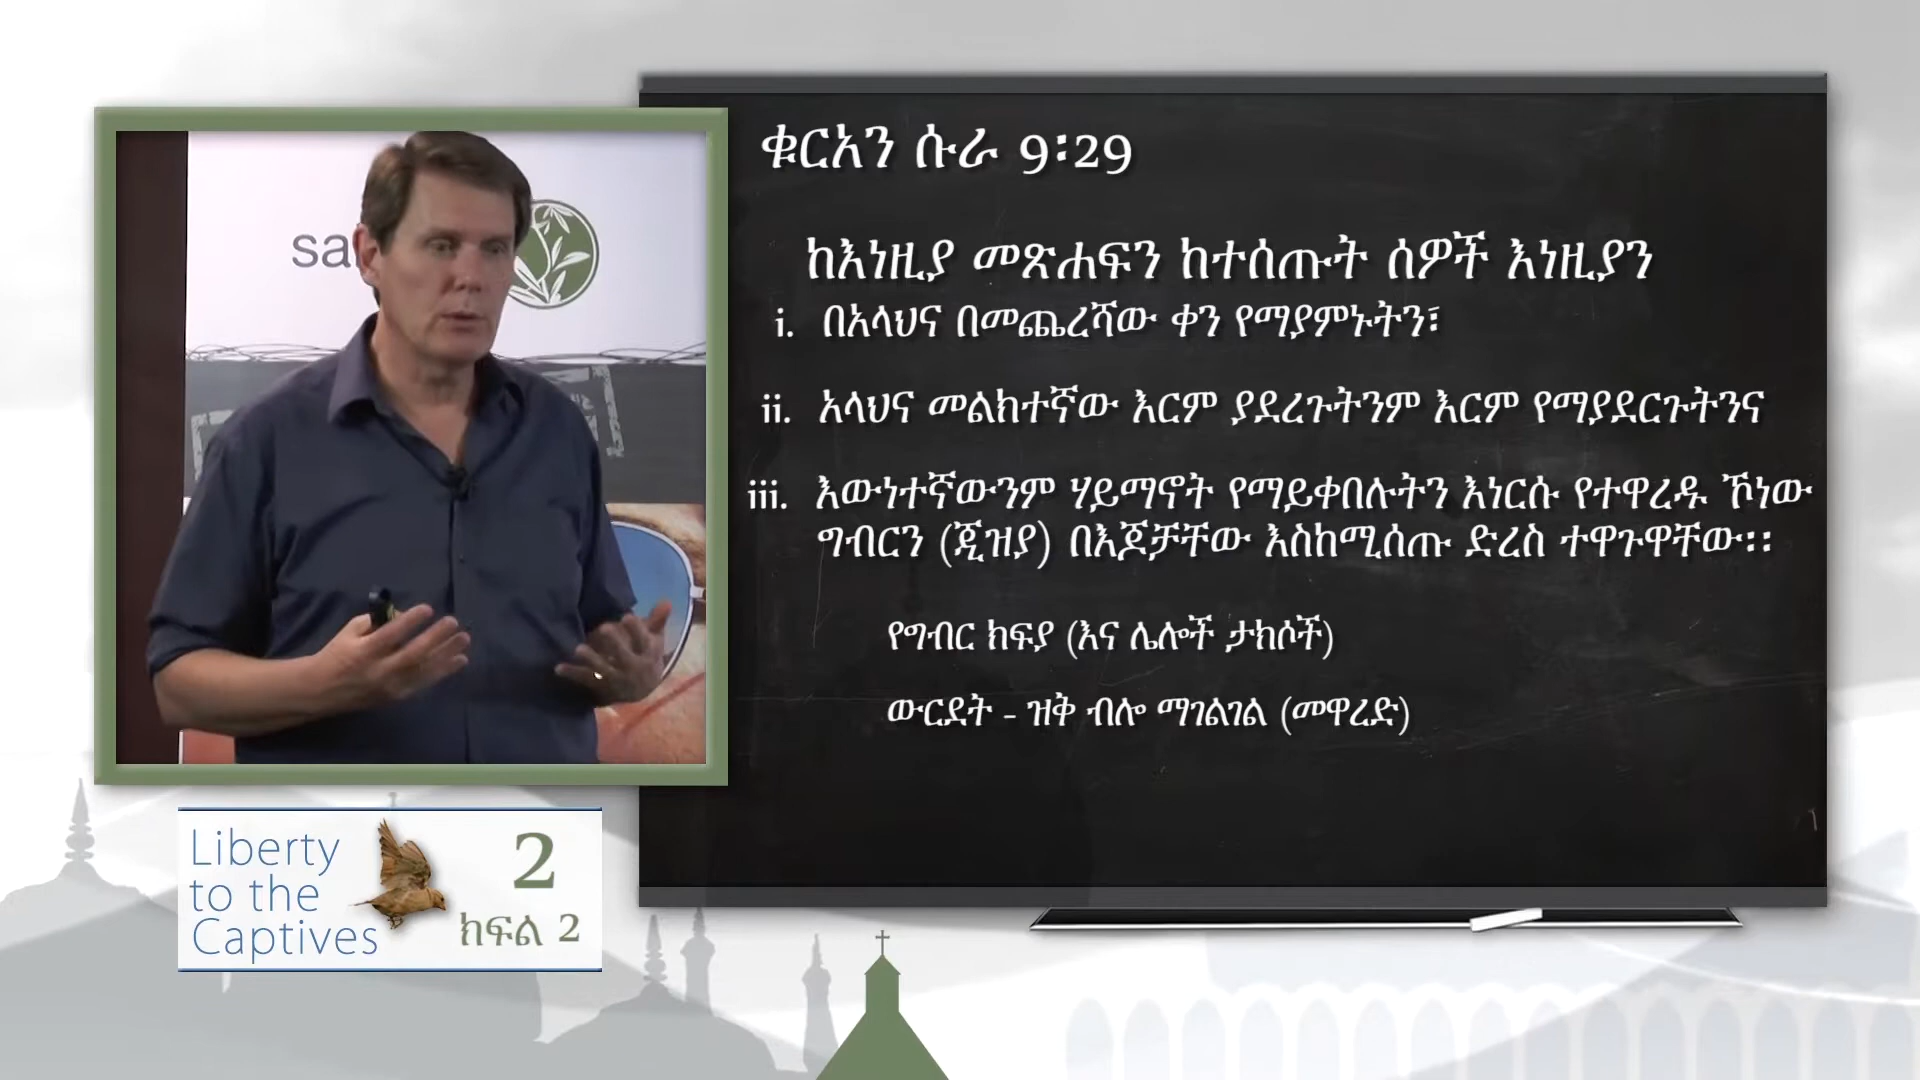 ቁርአን ሱራ 9፡29
ከእነዚያ መጽሐፍን ከተሰጡት ሰዎች እነዚያን
i. በአላህና በመጨረሻው ቀን የማያምኑትን፣
ii. አላህና መልክተኛው እርም ያደረጉትንም እርም የማያደርጉትንና
iii. እውነተኛውንም ሃይማኖት የማይቀበሉትን እነርሱ የተዋረዱ ኾነው
ግብርን (ጂዝያ) በእጆቻቸው እስከሚሰጡ ድረስ ተዋጉዋቸው፡፡
የግብር ክፍያ (እና ሌሎች ታክሶች)
ውርደት - ዝቅ ብሎ ማገልገል (መዋረድ)
sa
Liberty
to the
Captives
2
ክፍል 2